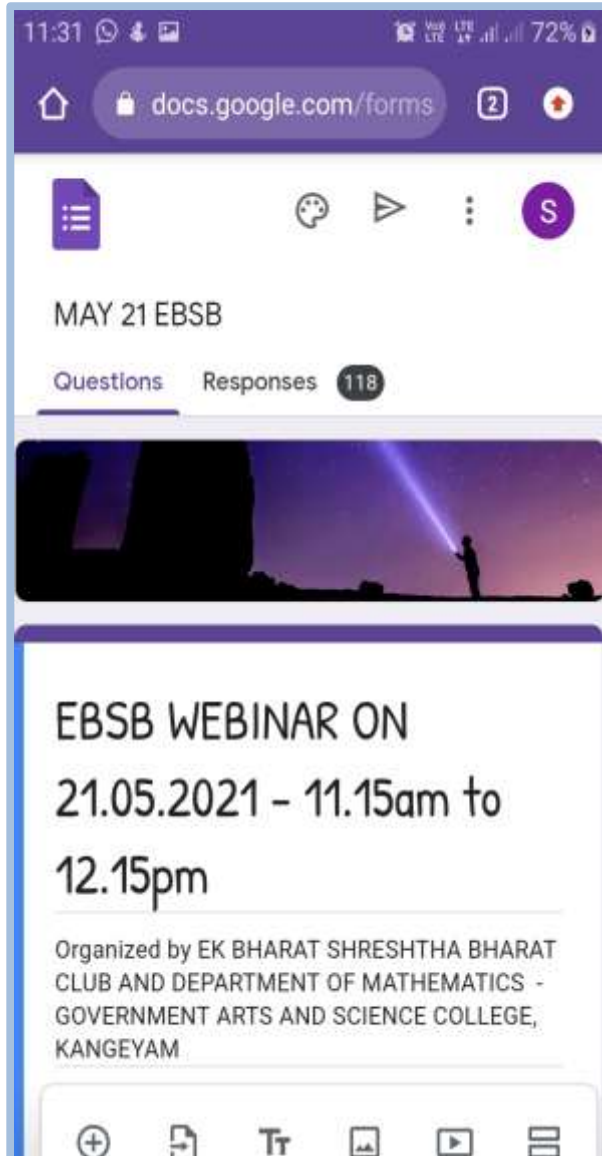 11:31 72%
docs.google.com/forms 2
S
MAY 21 EBSB
Questions Responses 118
EBSB WEBINAR ON
21.05.2021 - 11.15am to
12.15pm
Organized by EK BHARAT SHRESHTHA BHARAT
CLUB AND DEPARTMENT OF MATHEMATICS -
GOVERNMENT ARTS AND SCIENCE COLLEGE,
KANGEYAM